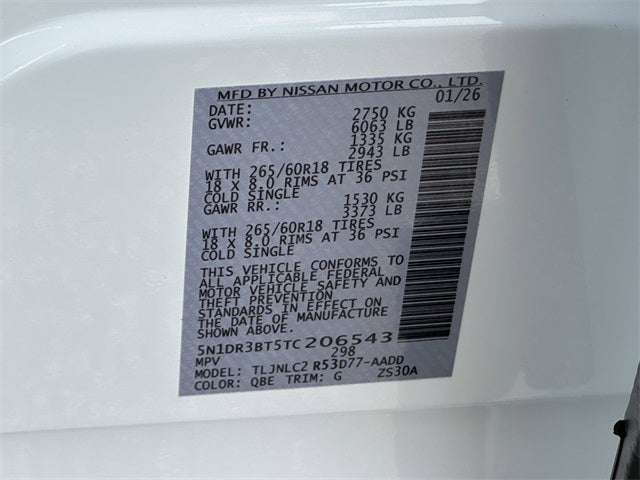 MFD BY NISSAN MOTOR CO., LTD.
DATE: 01/26
GVWR: 2750 KG
6063 LB
GAWR FR.: 1335 KG
2943 LB
WITH 265/60R18 TIRES
18 X 8.0 RIMS AT 36 PSI
COLD SINGLE
GAWR RR.: 1530 KG
3373 LB
WITH 265/60R18 TIRES
18 X 8.0 RIMS AT 36 PSI
COLD SINGLE
THIS VEHICLE CONFORMS TO
ALL APPLICABLE FEDERAL
MOTOR VEHICLE SAFETY AND
THEFT PREVENTION
STANDARDS IN EFFECT ON
THE DATE OF MANUFACTURE
SHOWN ABOVE.
5N1DR3BT5TC206543
MPV 298
MODEL: TLJNLC2 R53D77-AADD
COLOR: QBE TRIM: G ZS30A